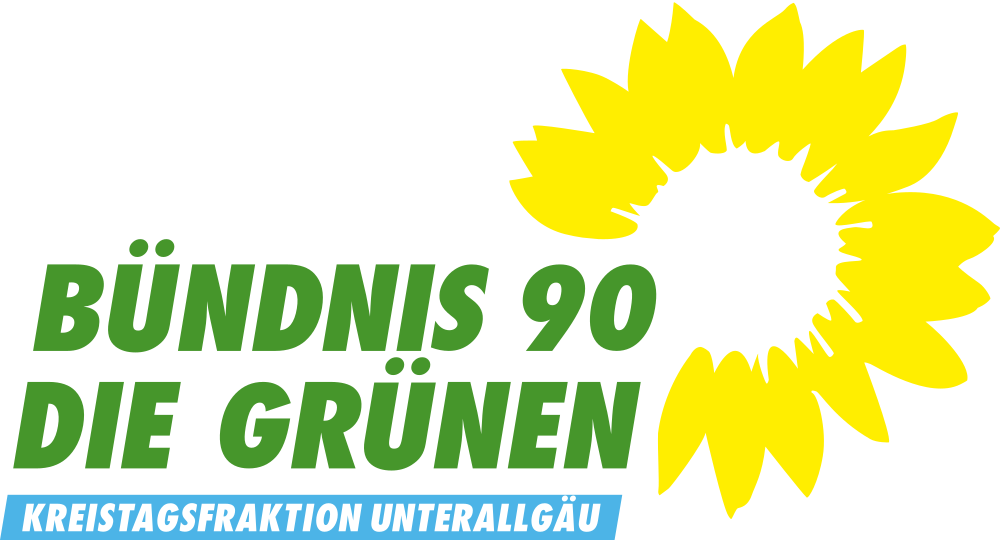 BÜNDNIS 90
DIE GRÜNEN
KREISTAGSFRAKTION UNTERALLGÄU